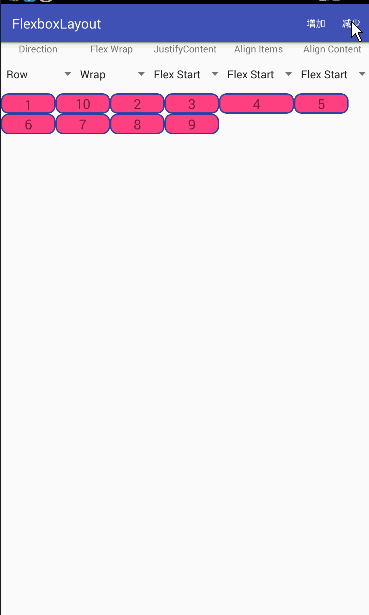 FlexboxLayout 增加 减少
Direction Flex Wrap JustifyContent Align Items Align Content
Row Wrap Flex Start Flex Start Flex Start
1 10 2 3 4 5
6 7 8 9